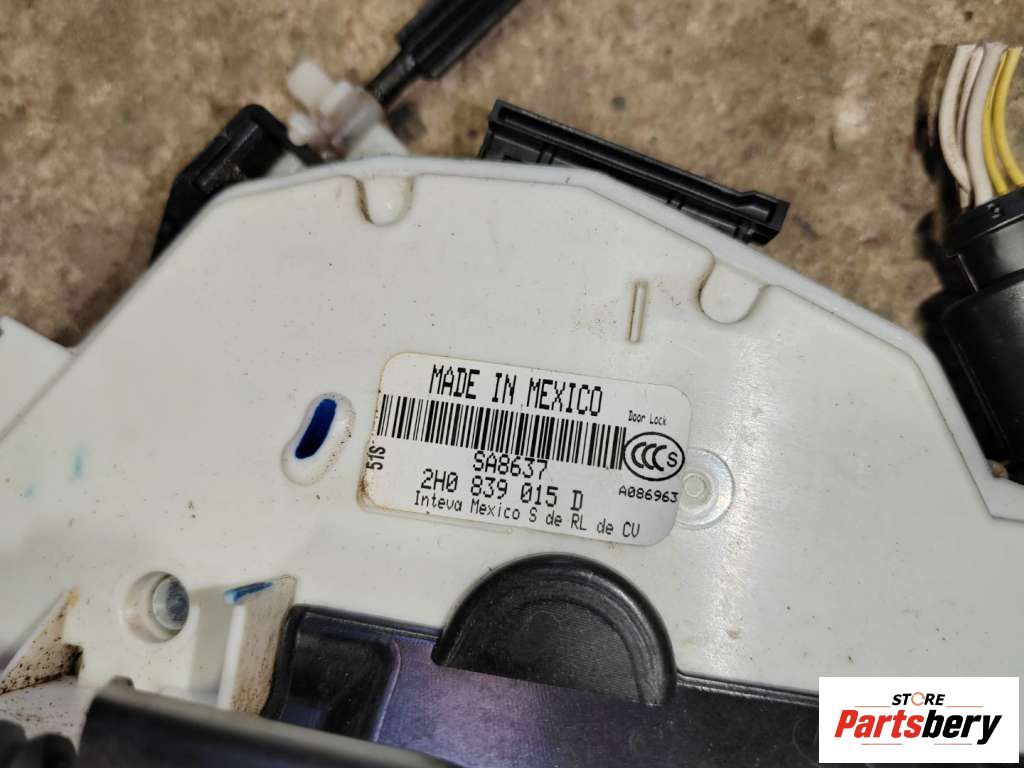 MADE IN MEXICO
Door Lock
CCC S
51S
SA8637
A086963
2H0 839 015 D
Inteva Mexico S de RL de CV
STORE
Partsbery